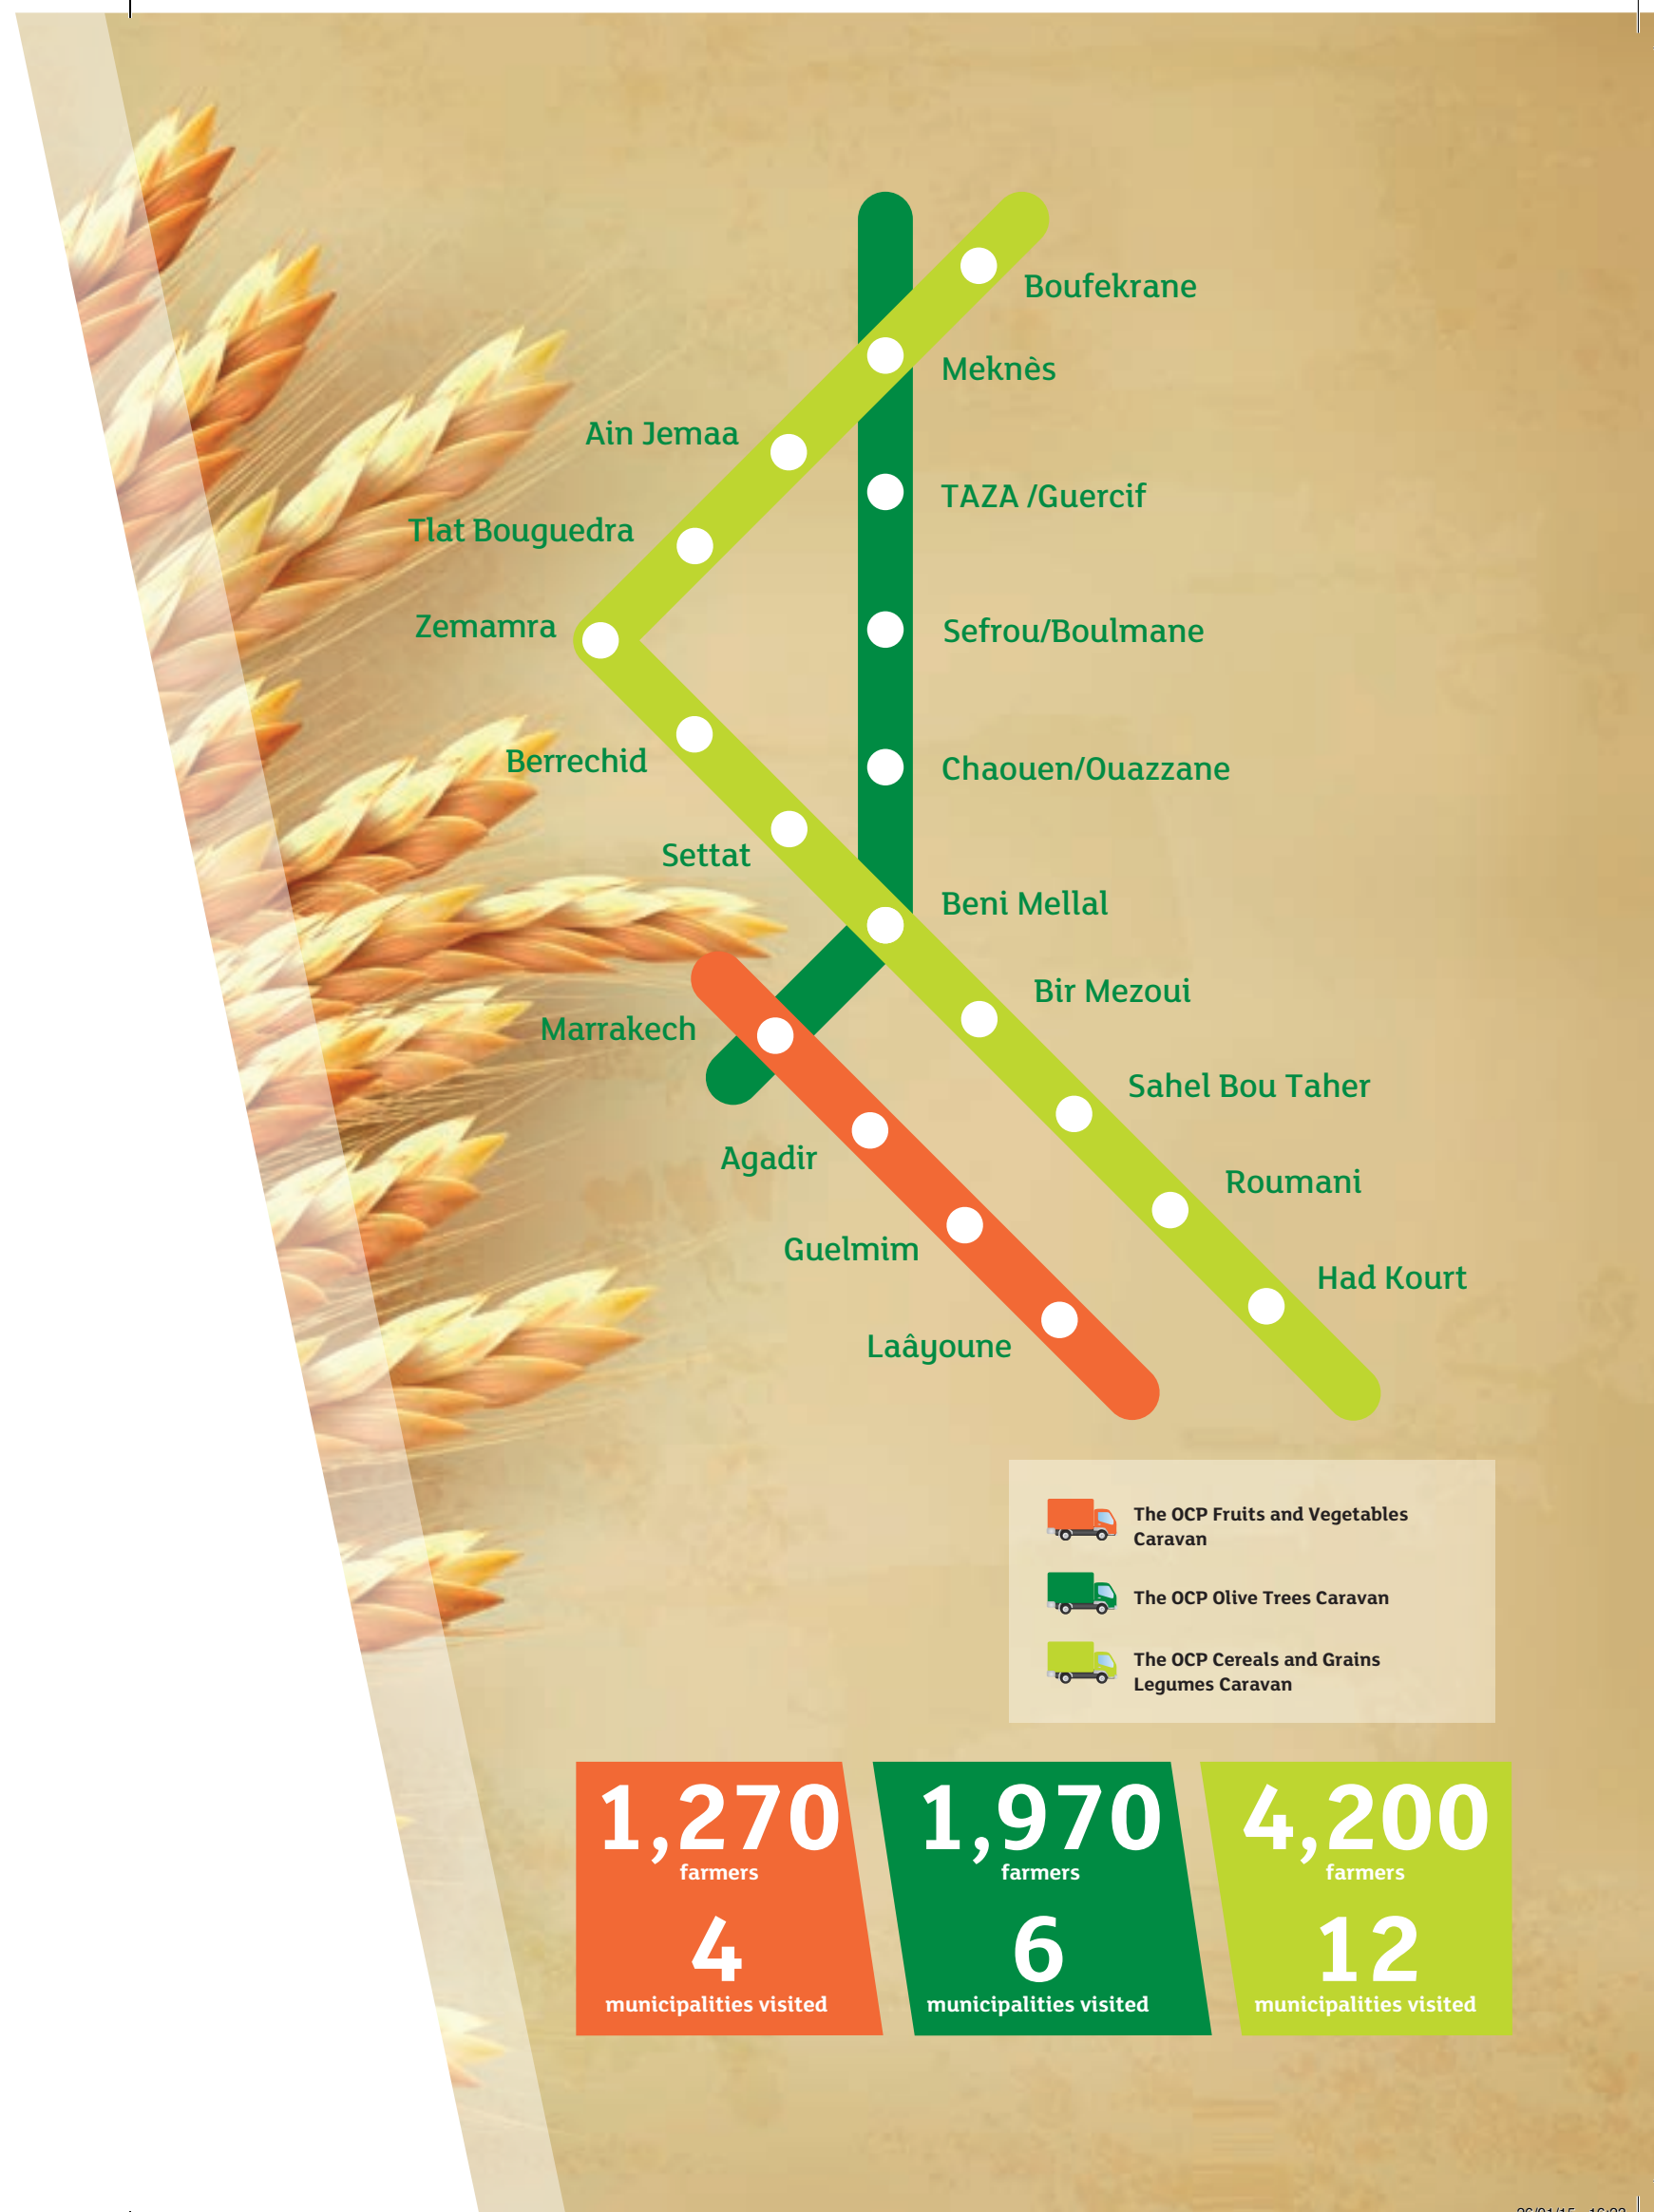 Boufekrane
Meknès
Ain Jemaa
TAZA /Guercif
Tlat Bouguedra
Zemamra
Sefrou/Boulmane
Berrechid
Chaouen/Ouazzane
Settat
Beni Mellal
Bir Mezoui
Marrakech
Sahel Bou Taher
Agadir
Roumani
Guelmim
Had Kourt
Laâyoune
The OCP Fruits and Vegetables
Caravan
The OCP Olive Trees Caravan
The OCP Cereals and Grains
Legumes Caravan
1,270
farmers
4
municipalities visited
1,970
farmers
6
municipalities visited
4,200
farmers
12
municipalities visited